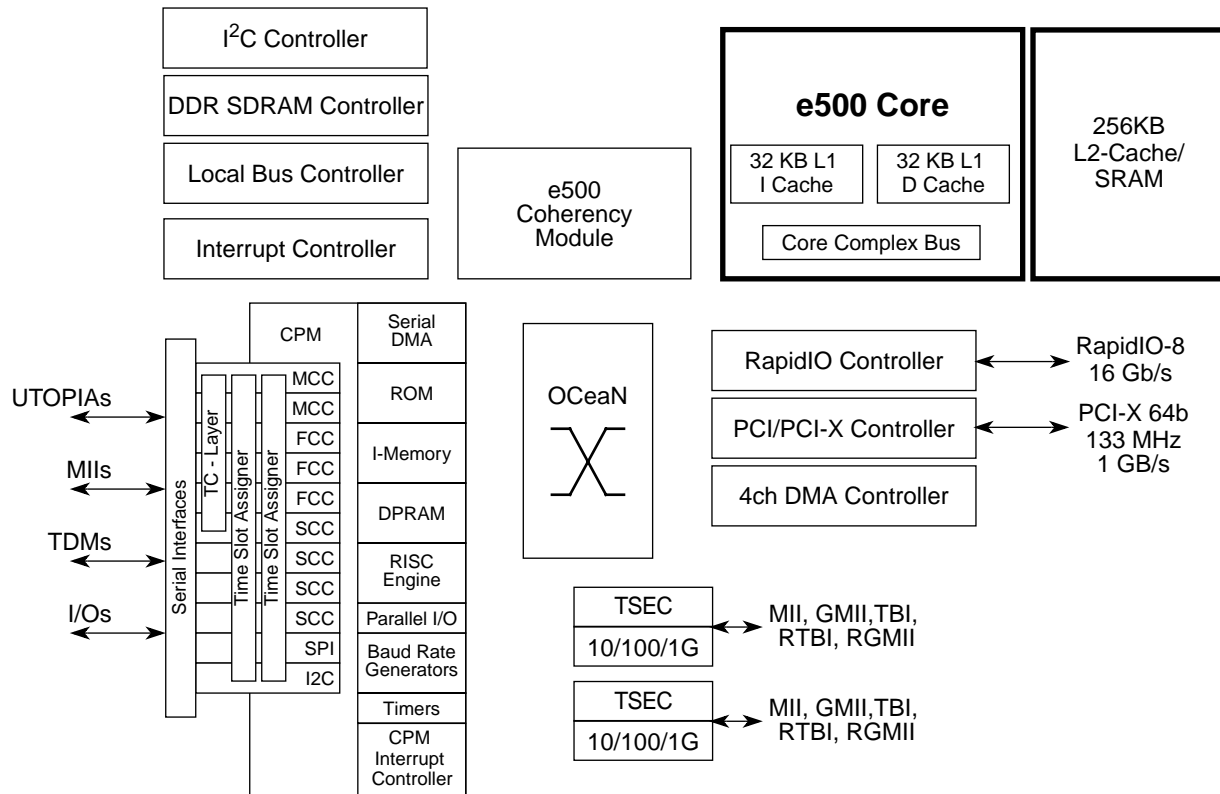 I2C Controller
DDR SDRAM Controller
Local Bus Controller
Interrupt Controller
e500
Coherency
Module
e500 Core
32 KB L1
I Cache
32 KB L1
D Cache
Core Complex Bus
256KB
L2-Cache/
SRAM
UTOPIAs
MIIs
TDMs
I/Os
Serial Interfaces
TC - Layer
Time Slot Assigner
Time Slot Assigner
CPM
MCC
MCC
FCC
FCC
FCC
SCC
SCC
SCC
SCC
SPI
I2C
Serial
DMA
ROM
I-Memory
DPRAM
RISC
Engine
Parallel I/O
Baud Rate
Generators
Timers
CPM
Interrupt
Controller
OCeaN
RapidIO Controller
RapidIO-8
16 Gb/s
PCI/PCI-X Controller
PCI-X 64b
133 MHz
1 GB/s
4ch DMA Controller
TSEC
10/100/1G
MII, GMII,TBI,
RTBI, RGMII
TSEC
10/100/1G
MII, GMII,TBI,
RTBI, RGMII